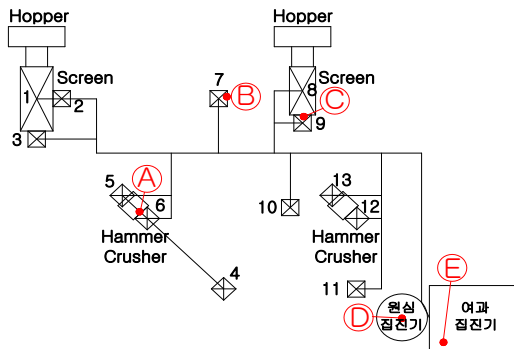 Hopper
Hopper
Screen
Screen
1
2
3
7
Ⓑ
8
Ⓒ
9
5
Ⓐ
6
13
12
10
Hammer
Crusher
Hammer
Crusher
4
11
Ⓓ
원심
집진기
Ⓔ
여과
집진기